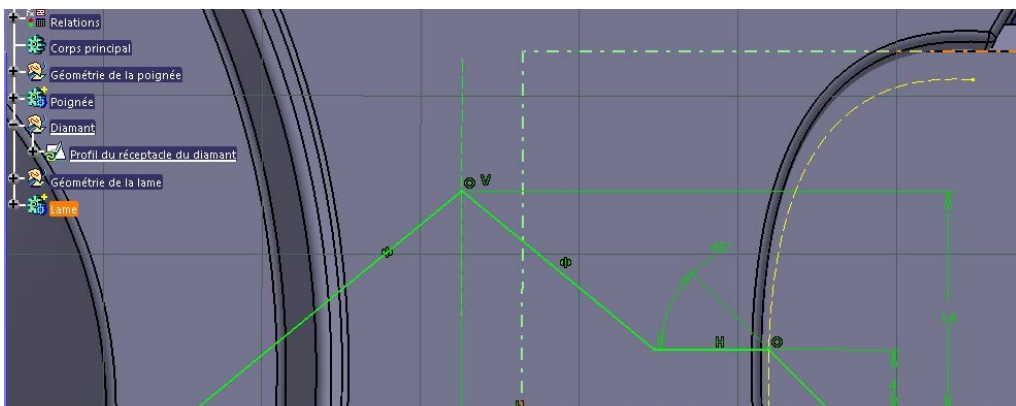 Relations
Corps principal
Géométrie de la poignée
Poignée
Diamant
Profil du réceptacle du diamant
Géométrie de la lame
Lame
V
H